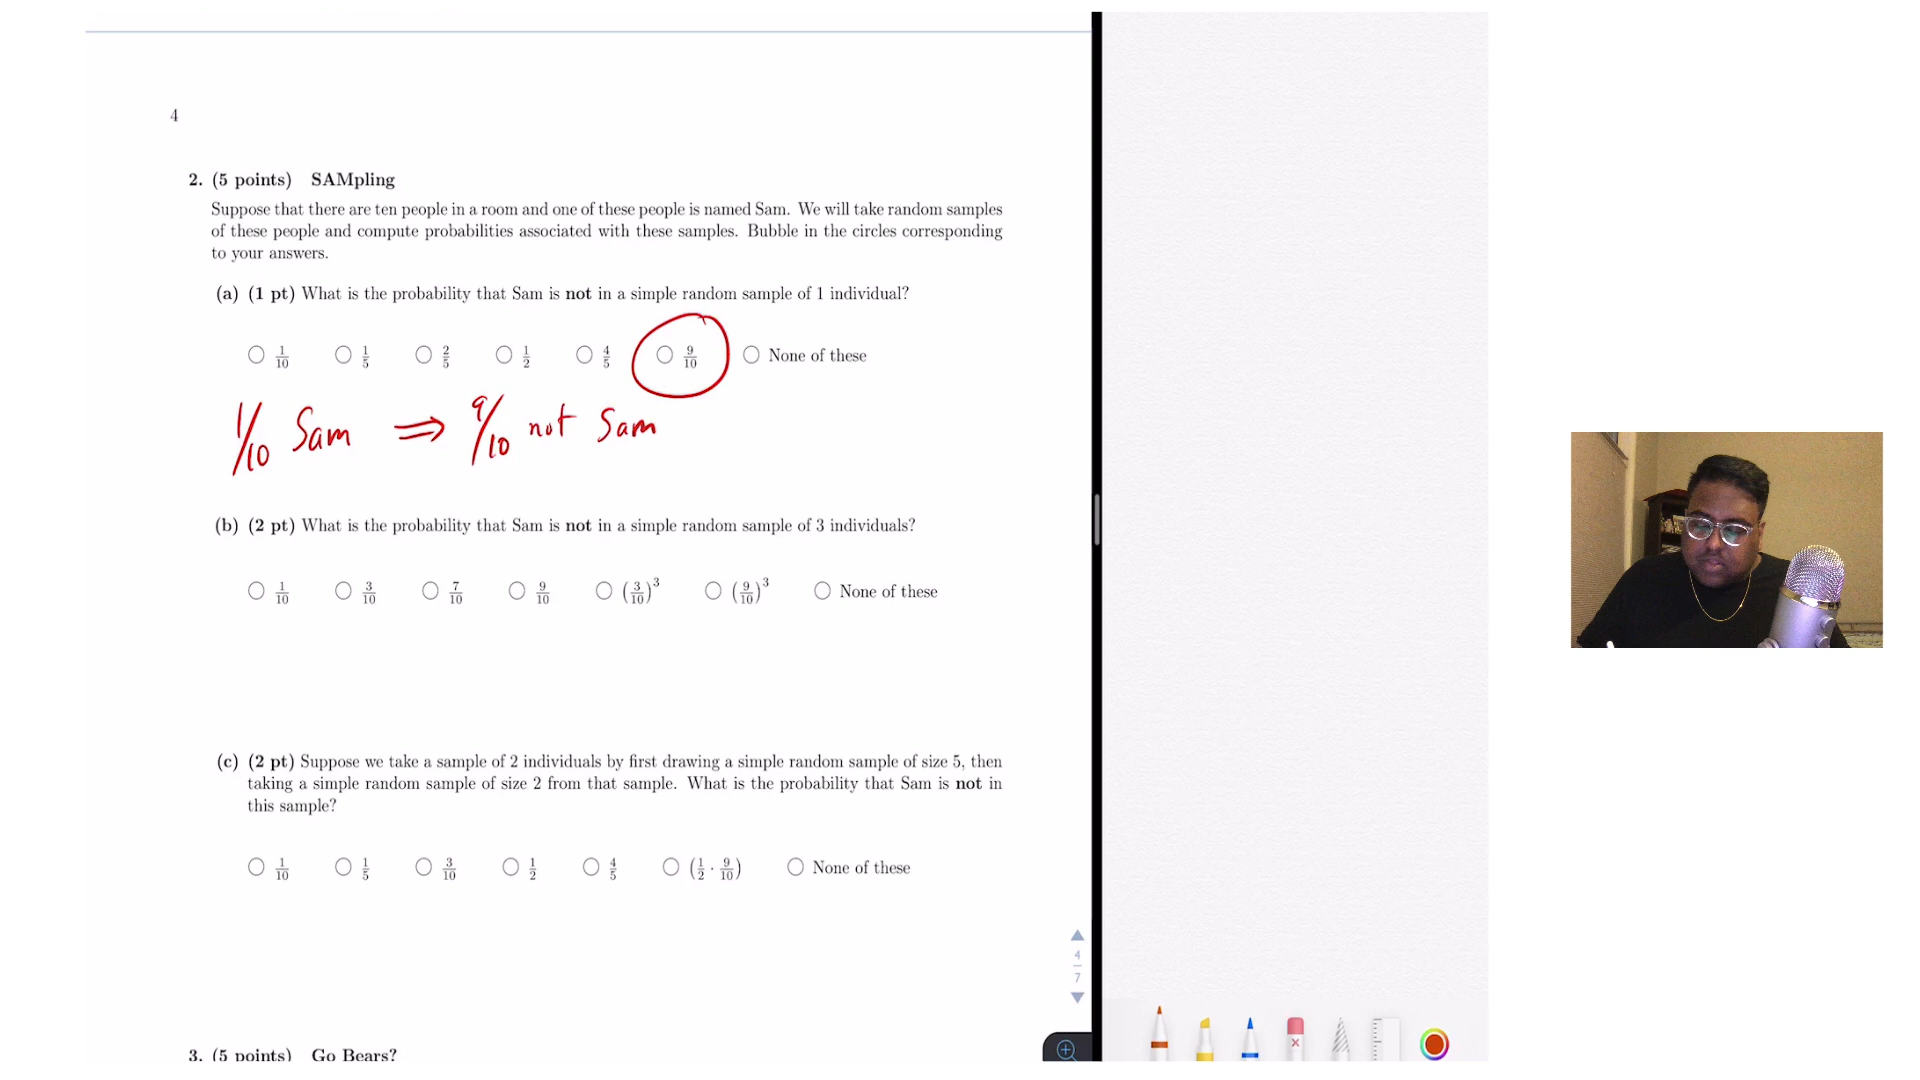 4
2. (5 points) SAMpling
Suppose that there are ten people in a room and one of these people is named Sam. We will take random samples
of these people and compute probabilities associated with these samples. Bubble in the circles corresponding
to your answers.
(a) (1 pt) What is the probability that Sam is not in a simple random sample of 1 individual?
○ 1/10 ○ 1/5 ○ 2/5 ○ 1/2 ○ 4/5 ○ 9/10 ○ None of these
1/10 Sam ⟹ 9/10 not Sam
(b) (2 pt) What is the probability that Sam is not in a simple random sample of 3 individuals?
○ 1/10 ○ 3/10 ○ 7/10 ○ 9/10 ○ (3/10)³ ○ (9/10)³ ○ None of these
(c) (2 pt) Suppose we take a sample of 2 individuals by first drawing a simple random sample of size 5, then
taking a simple random sample of size 2 from that sample. What is the probability that Sam is not in
this sample?
○ 1/10 ○ 1/5 ○ 3/10 ○ 1/2 ○ 4/5 ○ (1/2 · 9/10) ○ None of these
4
7
3. (5 points) Go Bears?